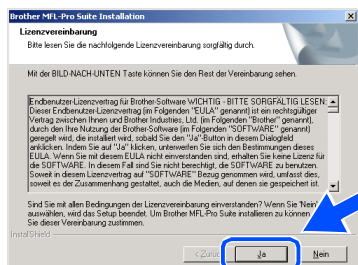 Brother MFL-Pro Suite Installation
Lizenzvereinbarung
Bitte lesen Sie die nachfolgende Lizenzvereinbarung sorgfältig durch.
Mit der BILD-NACH-UNTEN Taste können Sie den Rest der Vereinbarung sehen.
Endbenutzer-Lizenzvertrag für Brother-Software WICHTIG - BITTE SORGFÄLTIG LESEN:
Dieser Endbenutzer-Lizenzvertrag (im Folgenden "EULA" genannt) ist ein rechtsgültiger
Vertrag zwischen Ihnen und Brother Industries, Ltd. (im Folgenden "Brother" genannt),
durch den Ihre Nutzung der Brother-Software (im Folgenden "SOFTWARE" genannt)
geregelt wird, die installiert wird, sobald Sie den "Ja"-Button in diesem Dialogfeld
anklicken. Indem Sie auf "Ja" klicken, unterwerfen Sie sich den Bestimmungen dieses
EULA. Wenn Sie mit diesem EULA nicht einverstanden sind, erhalten Sie keine Lizenz für
die SOFTWARE. In diesem Fall sind Sie nicht berechtigt, die SOFTWARE zu benutzen.
Soweit in diesem Lizenzvertrag auf "SOFTWARE" Bezug genommen wird, umfasst dies,
soweit es der Zusammenhang gestattet, auch die Medien, auf denen sie gespeichert ist.
Sind Sie mit allen Bedingungen der Lizenzvereinbarung einverstanden? Wenn Sie 'Nein'
auswählen, wird das Setup beendet. Um Brother MFL-Pro Suite installieren zu können
Sie dieser Vereinbarung zustimmen.
InstallShield
< Zurück Ja Nein